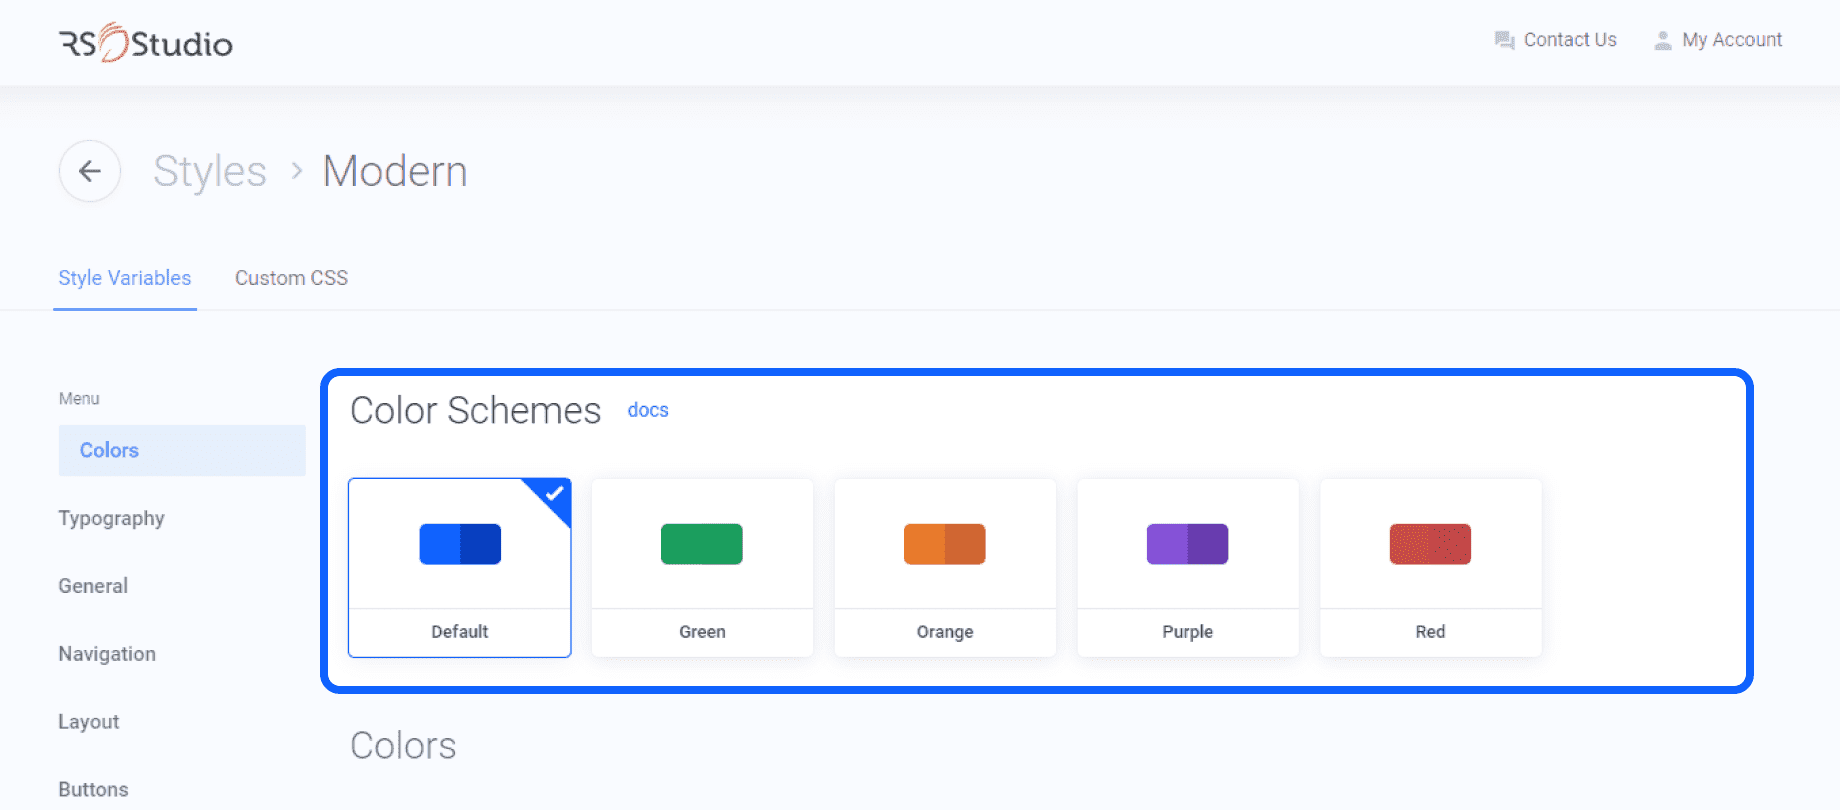 RSStudio
Contact Us
My Account
Styles > Modern
Style Variables
Custom CSS
Menu
Colors
Typography
General
Navigation
Layout
Buttons
Color Schemes docs
Default
Green
Orange
Purple
Red
Colors